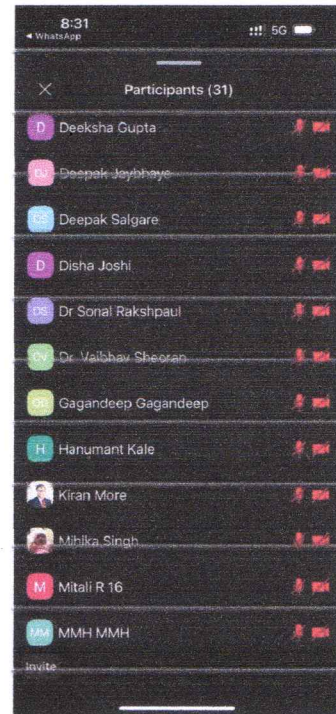 8:31
5G
WhatsApp
Participants (31)
D Deeksha Gupta
DJ Deepak Jaybhaye
DS Deepak Salgare
D Disha Joshi
DS Dr Sonal Rakshpaul
DV Dr. Vaibhav Sheoran
GG Gagandeep Gagandeep
H Hanumant Kale
Kiran More
Mihika Singh
M Mitali R 16
MM MMH MMH
Invite